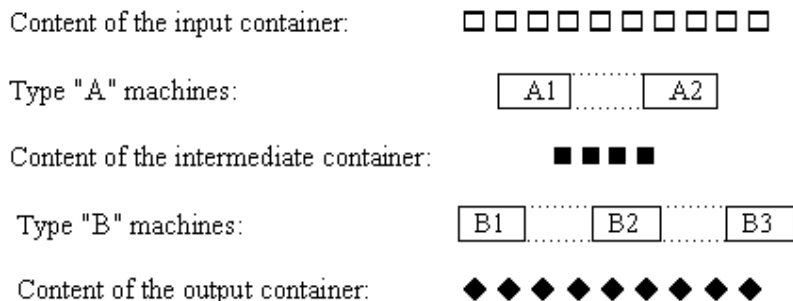 Content of the input container:
Type "A" machines: A1 A2
Content of the intermediate container:
Type "B" machines: B1 B2 B3
Content of the output container: